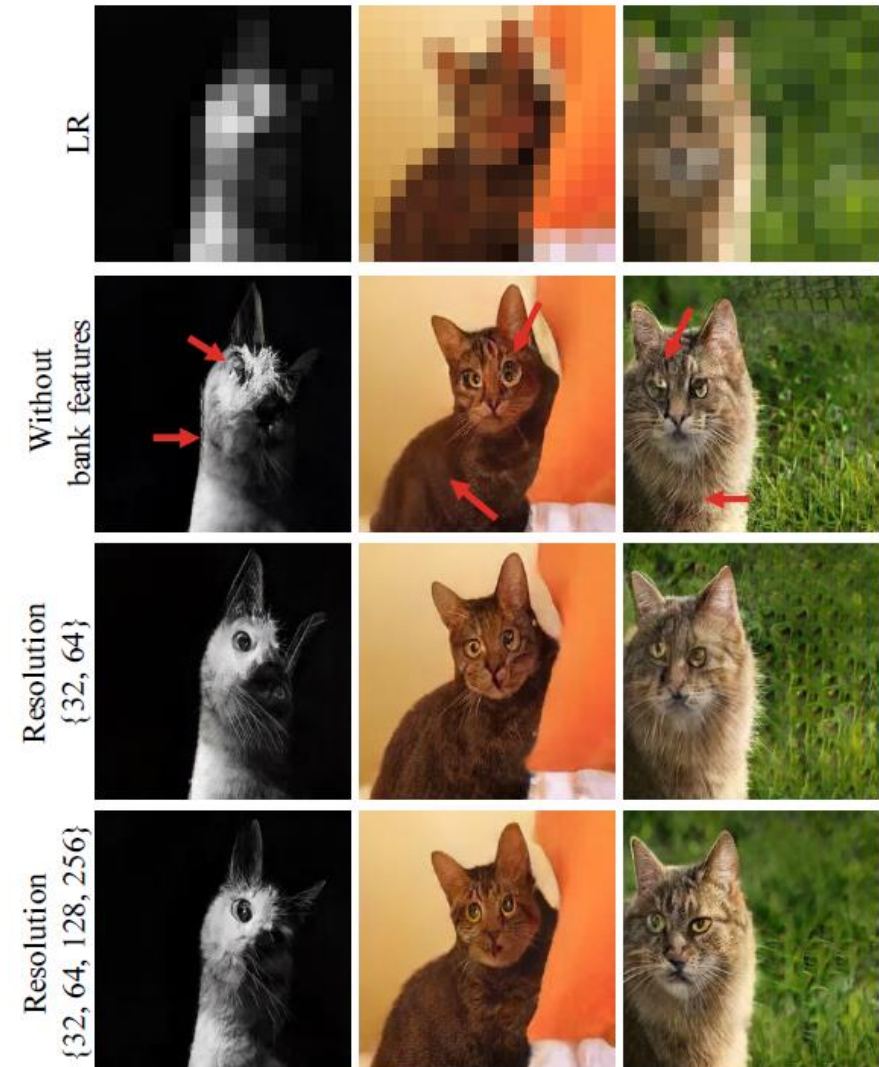 LR
Without
bank features
Resolution
{32, 64}
Resolution
{32, 64, 128, 256}